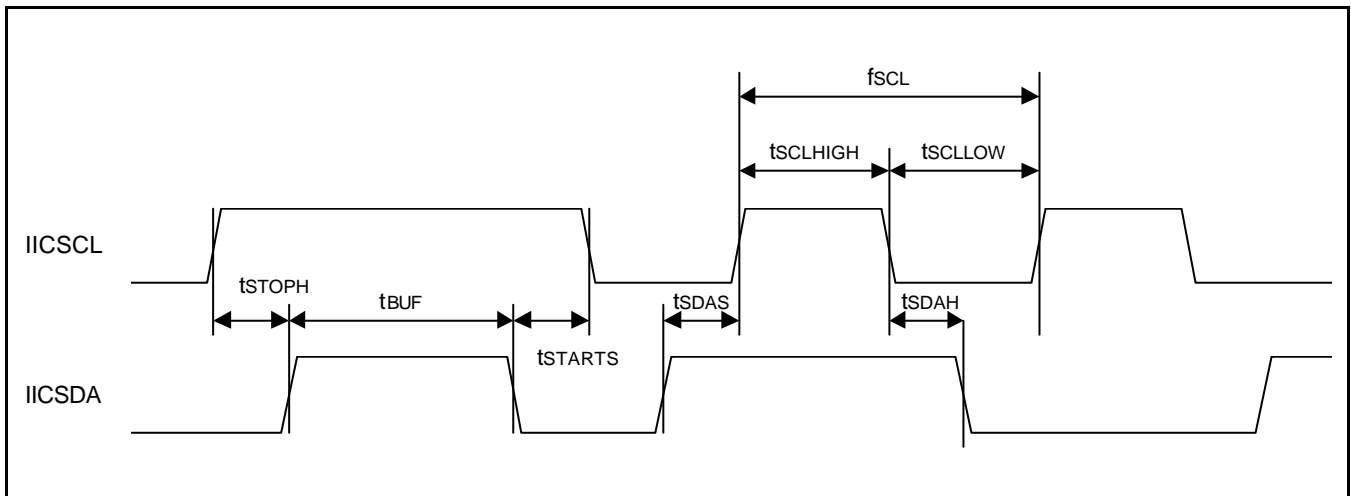 fSCL
tSCLHIGH
tSCLLOW
IICSCL
tSTOPH
tBUF
tSDAS
tSDAH
tSTARTS
IICSDA